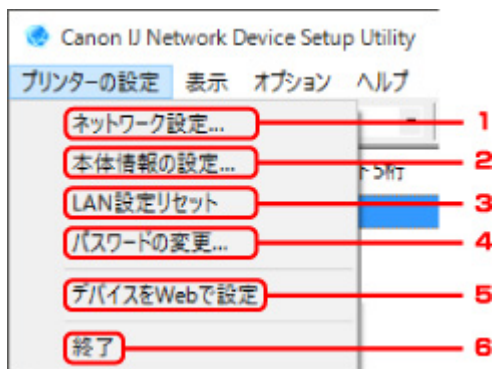 Canon IJ Network Device Setup Utility
プリンターの設定 表示 オプション ヘルプ
ネットワーク設定... 1
本体情報の設定... 2
ト5桁
LAN設定リセット 3
パスワードの変更... 4
デバイスをWebで設定 5
終了 6